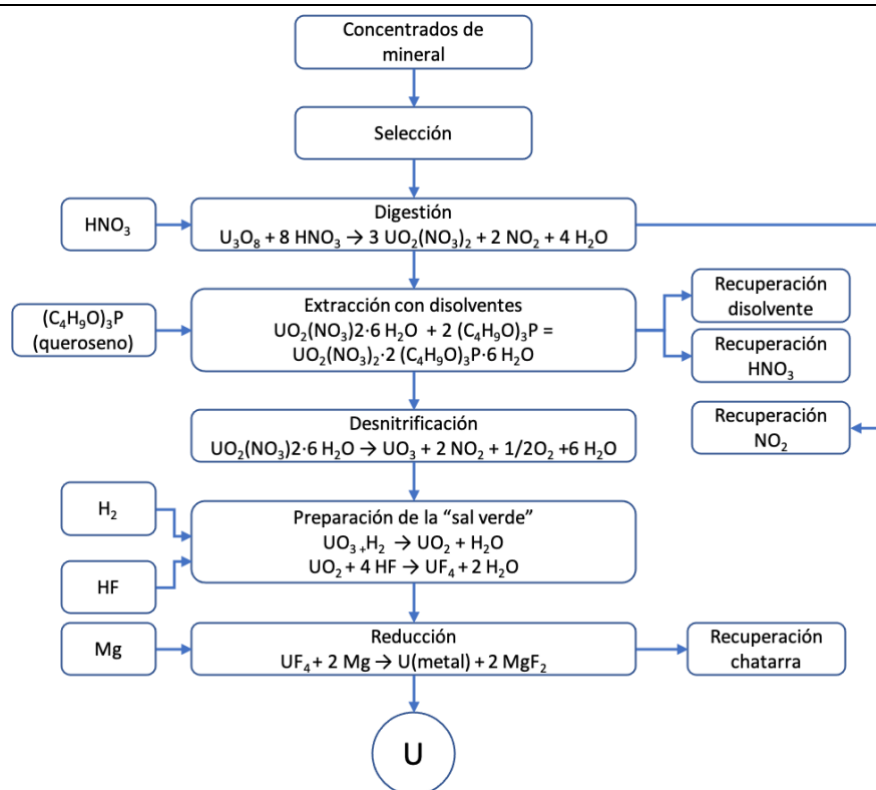 Concentrados de
mineral
Selección
HNO₃
Digestión
U₃O₈ + 8 HNO₃ → 3 UO₂(NO₃)₂ + 2 NO₂ + 4 H₂O
(C₄H₉O)₃P
(queroseno)
Extracción con disolventes
UO₂(NO₃)2·6 H₂O + 2 (C₄H₉O)₃P =
UO₂(NO₃)₂·2 (C₄H₉O)₃P·6 H₂O
Recuperación
disolvente
Recuperación
HNO₃
Desnitrificación
UO₂(NO₃)2·6 H₂O → UO₃ + 2 NO₂ + 1/2O₂ +6 H₂O
Recuperación
NO₂
H₂
HF
Preparación de la “sal verde”
UO₃ ₊H₂ → UO₂ + H₂O
UO₂ + 4 HF → UF₄ + 2 H₂O
Mg
Reducción
UF₄ + 2 Mg → U(metal) + 2 MgF₂
Recuperación
chatarra
U